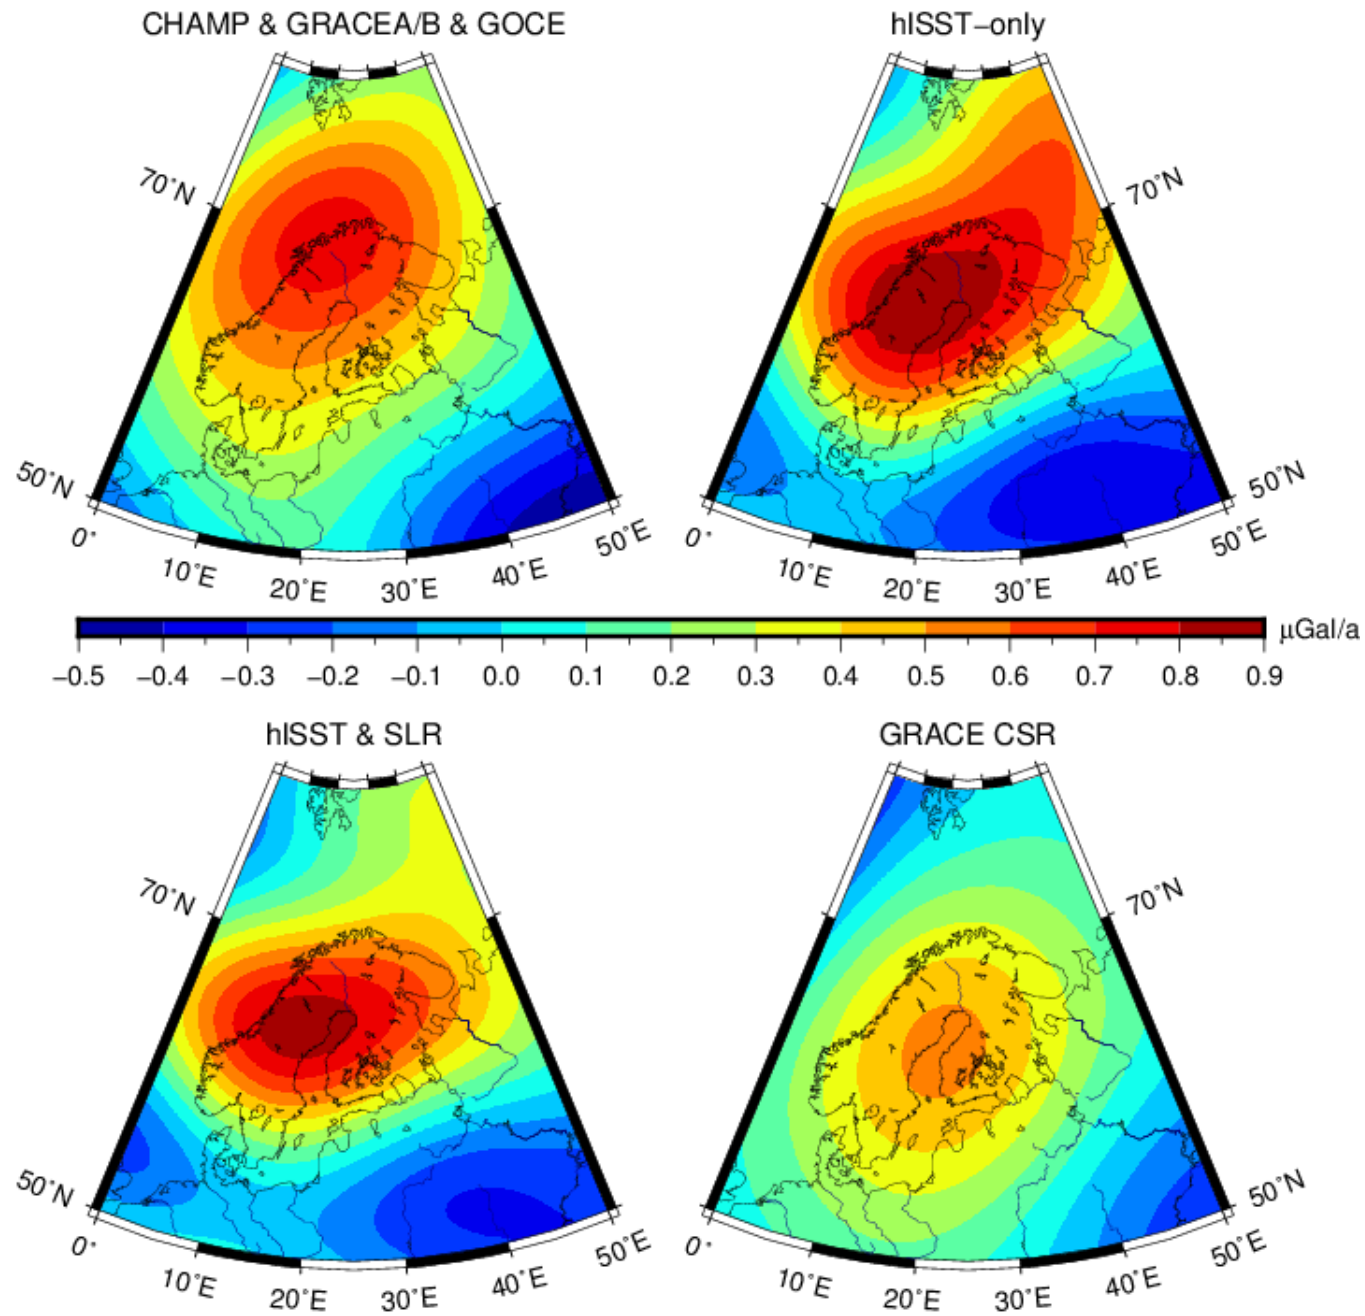 CHAMP & GRACEA/B & GOCE
hlSST−only
70˚N
70˚N
50˚N
50˚N
0˚
10˚E
20˚E
30˚E
40˚E
50˚E
0˚
10˚E
20˚E
30˚E
40˚E
50˚E
μGal/a
−0.5 −0.4 −0.3 −0.2 −0.1 0.0 0.1 0.2 0.3 0.4 0.5 0.6 0.7 0.8 0.9
hlSST & SLR
GRACE CSR
70˚N
70˚N
50˚N
50˚N
0˚
10˚E
20˚E
30˚E
40˚E
50˚E
0˚
10˚E
20˚E
30˚E
40˚E
50˚E